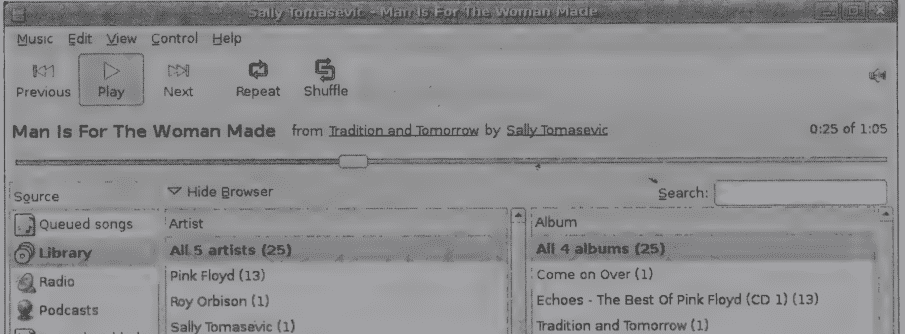 Sally Tomasevic - Man Is For The Woman Made
Music Edit View Control Help
Previous Play Next Repeat Shuffle
Man Is For The Woman Made from Tradition and Tomorrow by Sally Tomasevic 0:25 of 1:05
Source Hide Browser Search:
Queued songs Artist Album
Library All 5 artists (25) All 4 albums (25)
Radio Pink Floyd (13) Come on Over (1)
Podcasts Roy Orbison (1) Echoes - The Best Of Pink Floyd (CD 1) (13)
Sally Tomasevic (1) Tradition and Tomorrow (1)